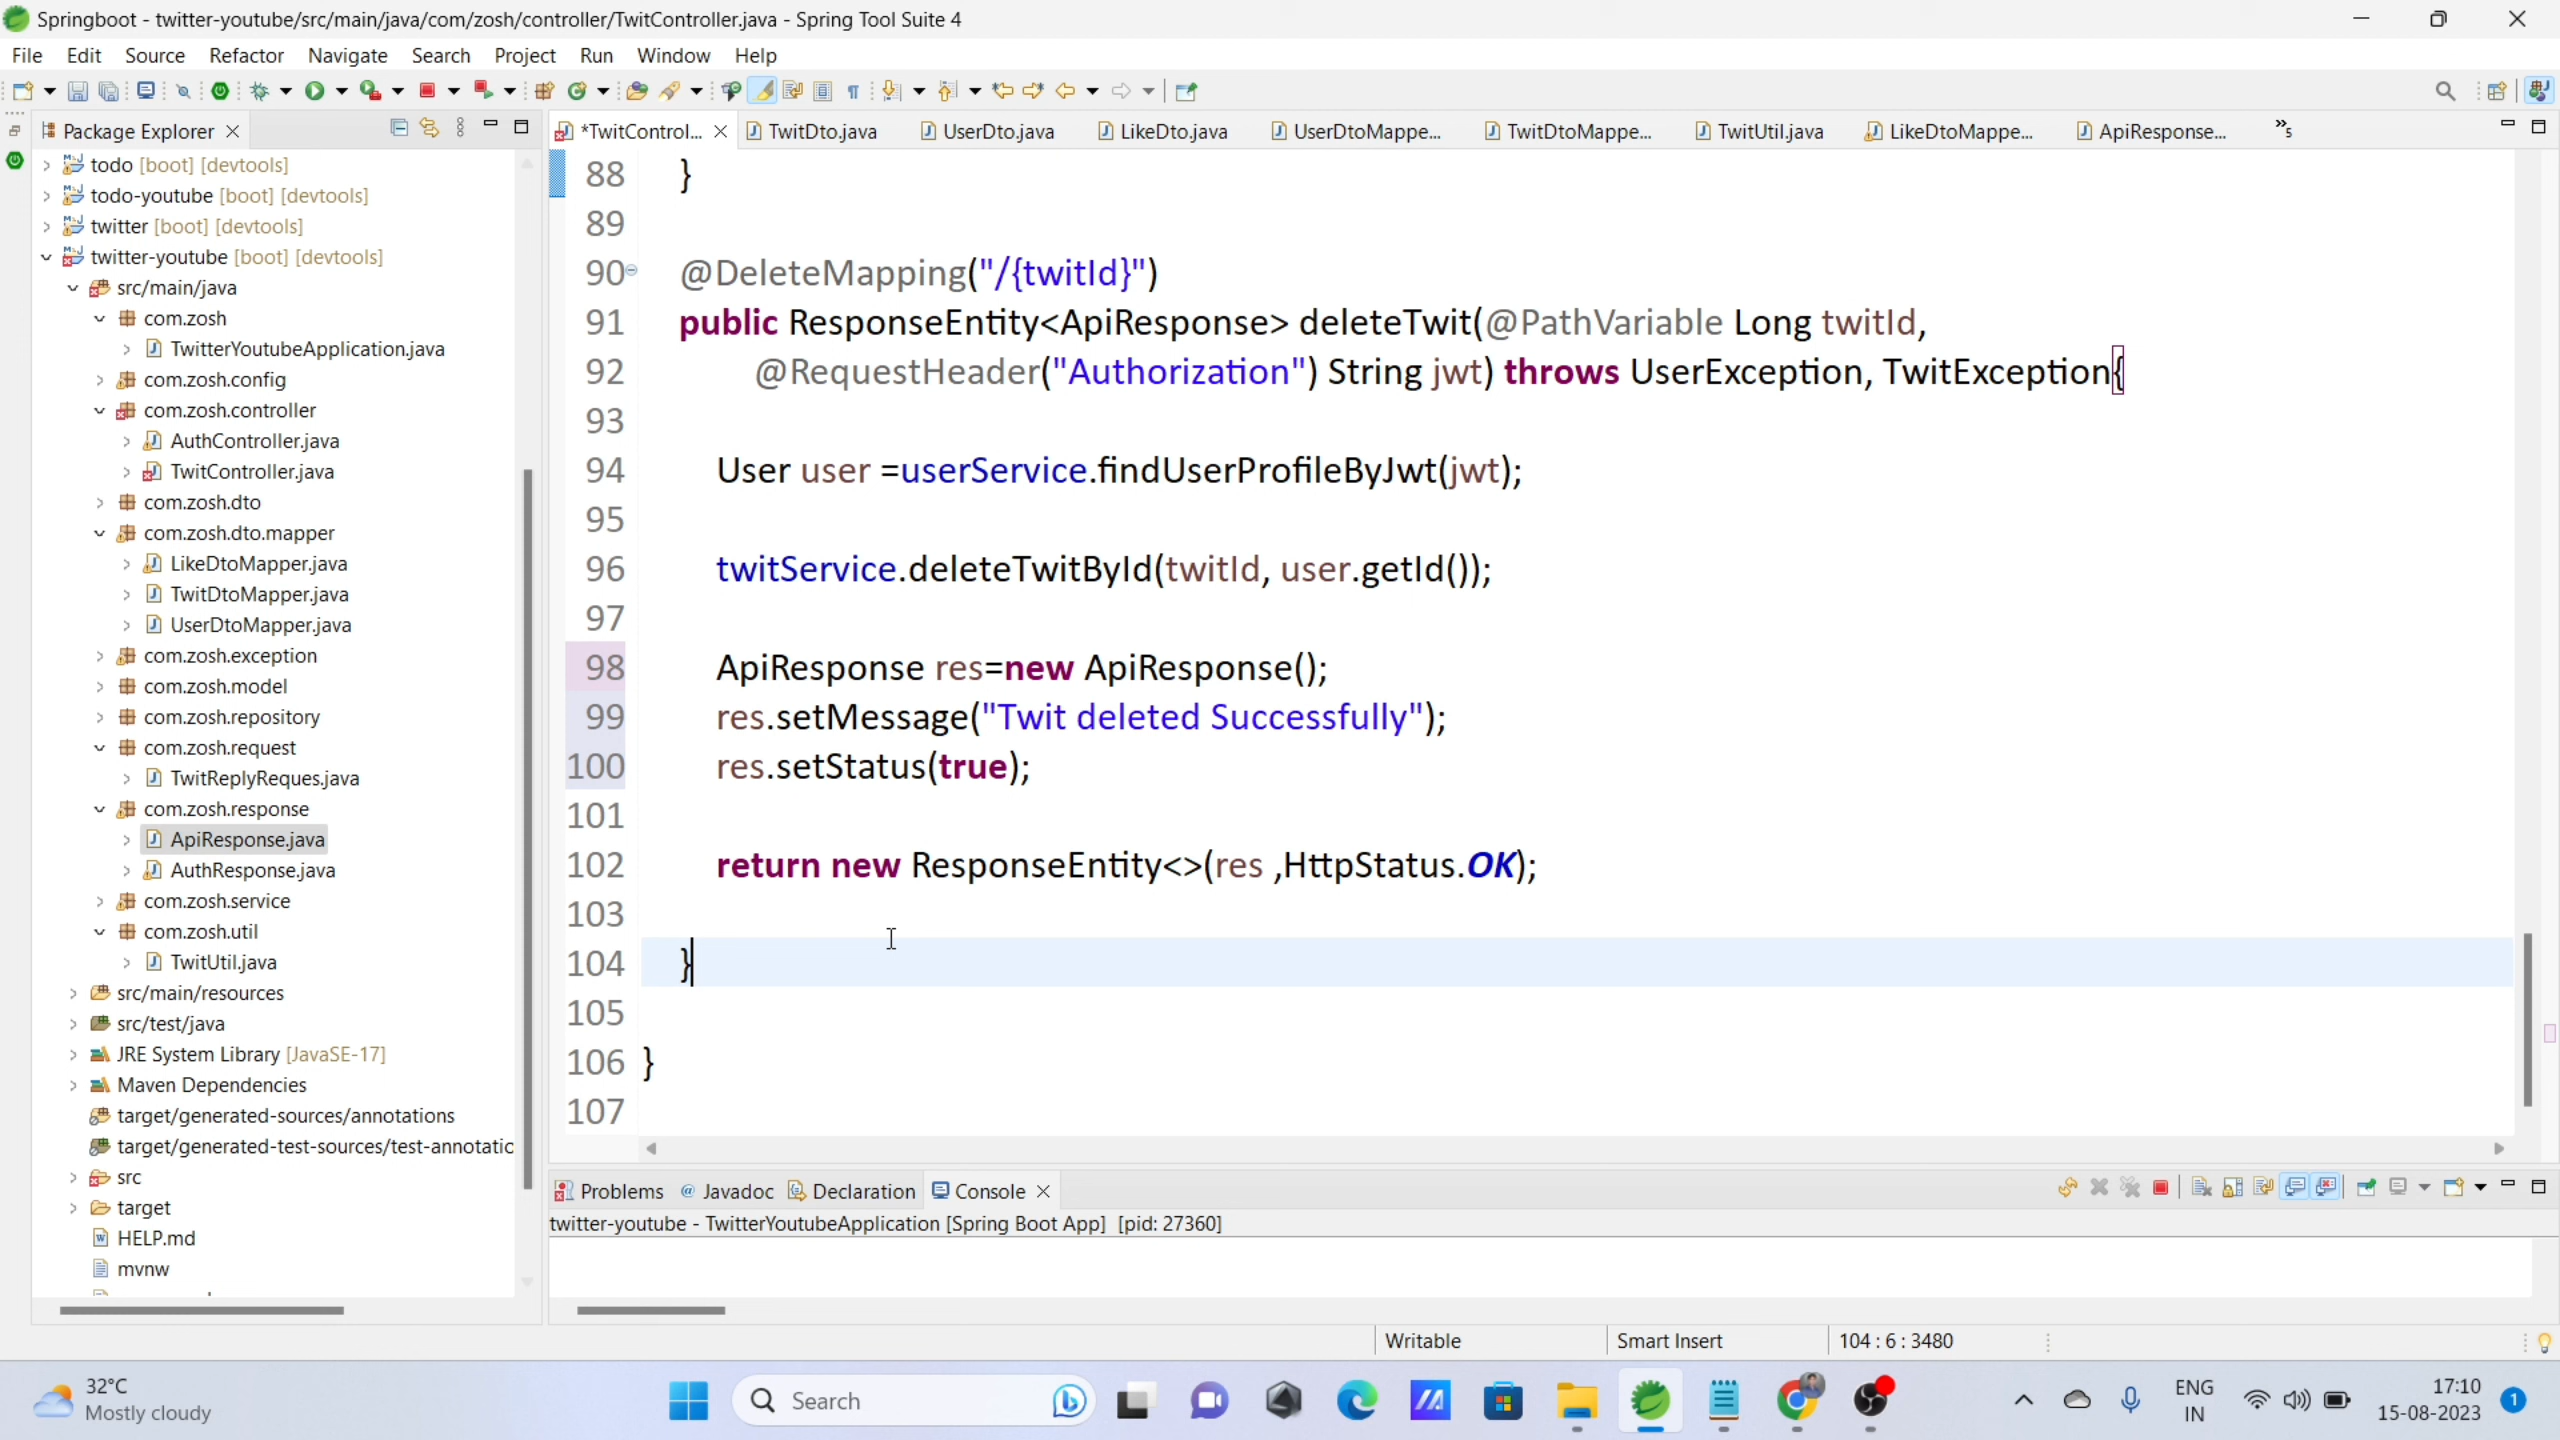 Springboot - twitter-youtube/src/main/java/com/zosh/controller/TwitController.java - Spring Tool Suite 4
File Edit Source Refactor Navigate Search Project Run Window Help
Package Explorer
*TwitControl... TwitDto.java UserDto.java LikeDto.java UserDtoMappe... TwitDtoMappe... TwitUtil.java LikeDtoMappe... ApiResponse... »5
todo [boot] [devtools]
todo-youtube [boot] [devtools]
twitter [boot] [devtools]
twitter-youtube [boot] [devtools]
src/main/java
com.zosh
TwitterYoutubeApplication.java
com.zosh.config
com.zosh.controller
AuthController.java
TwitController.java
com.zosh.dto
com.zosh.dto.mapper
LikeDtoMapper.java
TwitDtoMapper.java
UserDtoMapper.java
com.zosh.exception
com.zosh.model
com.zosh.repository
com.zosh.request
TwitReplyReques.java
com.zosh.response
ApiResponse.java
AuthResponse.java
com.zosh.service
com.zosh.util
TwitUtil.java
src/main/resources
src/test/java
JRE System Library [JavaSE-17]
Maven Dependencies
target/generated-sources/annotations
target/generated-test-sources/test-annotatic
src
target
HELP.md
mvnw
88 }
89
90 @DeleteMapping("/{twitId}")
91 public ResponseEntity<ApiResponse> deleteTwit(@PathVariable Long twitId,
92 @RequestHeader("Authorization") String jwt) throws UserException, TwitException{
93
94 User user =userService.findUserProfileByJwt(jwt);
95
96 twitService.deleteTwitById(twitId, user.getId());
97
98 ApiResponse res=new ApiResponse();
99 res.setMessage("Twit deleted Successfully");
100 res.setStatus(true);
101
102 return new ResponseEntity<>(res ,HttpStatus.OK);
103
104 }
105
106 }
107
Problems Javadoc Declaration Console
twitter-youtube - TwitterYoutubeApplication [Spring Boot App] [pid: 27360]
Writable Smart Insert 104 : 6 : 3480
32°C
Mostly cloudy
Search
ENG
IN
17:10
15-08-2023
1